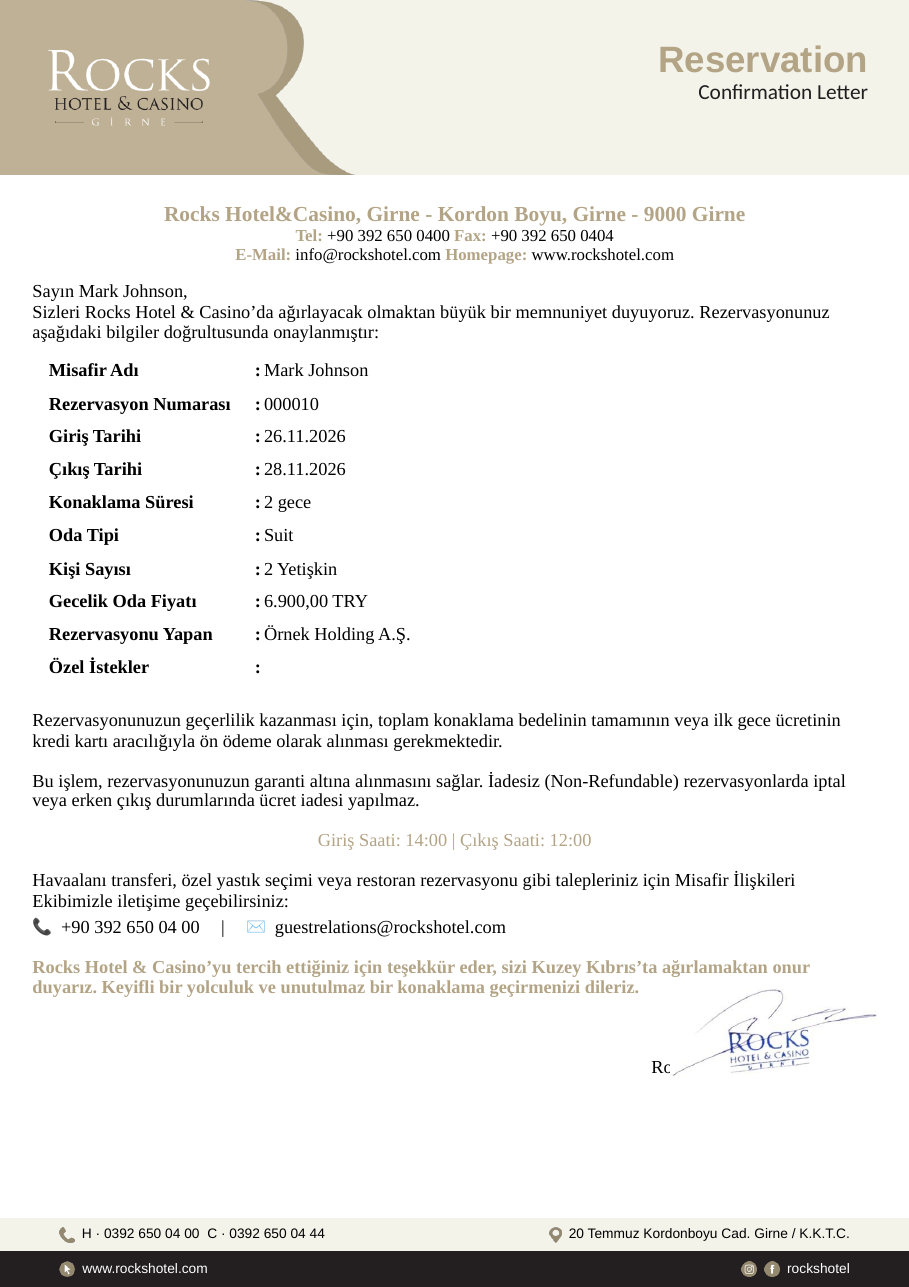 ROCKS
HOTEL & CASINO
GİRNE
Reservation
Confirmation Letter
Rocks Hotel&Casino, Girne - Kordon Boyu, Girne - 9000 Girne
Tel: +90 392 650 0400 Fax: +90 392 650 0404
E-Mail: info@rockshotel.com Homepage: www.rockshotel.com
Sayın Mark Johnson,
Sizleri Rocks Hotel & Casino’da ağırlayacak olmaktan büyük bir memnuniyet duyuyoruz. Rezervasyonunuz
aşağıdaki bilgiler doğrultusunda onaylanmıştır:
Misafir Adı : Mark Johnson
Rezervasyon Numarası : 000010
Giriş Tarihi : 26.11.2026
Çıkış Tarihi : 28.11.2026
Konaklama Süresi : 2 gece
Oda Tipi : Suit
Kişi Sayısı : 2 Yetişkin
Gecelik Oda Fiyatı : 6.900,00 TRY
Rezervasyonu Yapan : Örnek Holding A.Ş.
Özel İstekler :
Rezervasyonunuzun geçerlilik kazanması için, toplam konaklama bedelinin tamamının veya ilk gece ücretinin
kredi kartı aracılığıyla ön ödeme olarak alınması gerekmektedir.
Bu işlem, rezervasyonunuzun garanti altına alınmasını sağlar. İadesiz (Non-Refundable) rezervasyonlarda iptal
veya erken çıkış durumlarında ücret iadesi yapılmaz.
Giriş Saati: 14:00 | Çıkış Saati: 12:00
Havaalanı transferi, özel yastık seçimi veya restoran rezervasyonu gibi talepleriniz için Misafir İlişkileri
Ekibimizle iletişime geçebilirsiniz:
+90 392 650 04 00 | guestrelations@rockshotel.com
Rocks Hotel & Casino’yu tercih ettiğiniz için teşekkür eder, sizi Kuzey Kıbrıs’ta ağırlamaktan onur
duyarız. Keyifli bir yolculuk ve unutulmaz bir konaklama geçirmenizi dileriz.
ROCKS
HOTEL & CASINO
GİRNE
H · 0392 650 04 00 C · 0392 650 04 44
20 Temmuz Kordonboyu Cad. Girne / K.K.T.C.
www.rockshotel.com
rockshotel